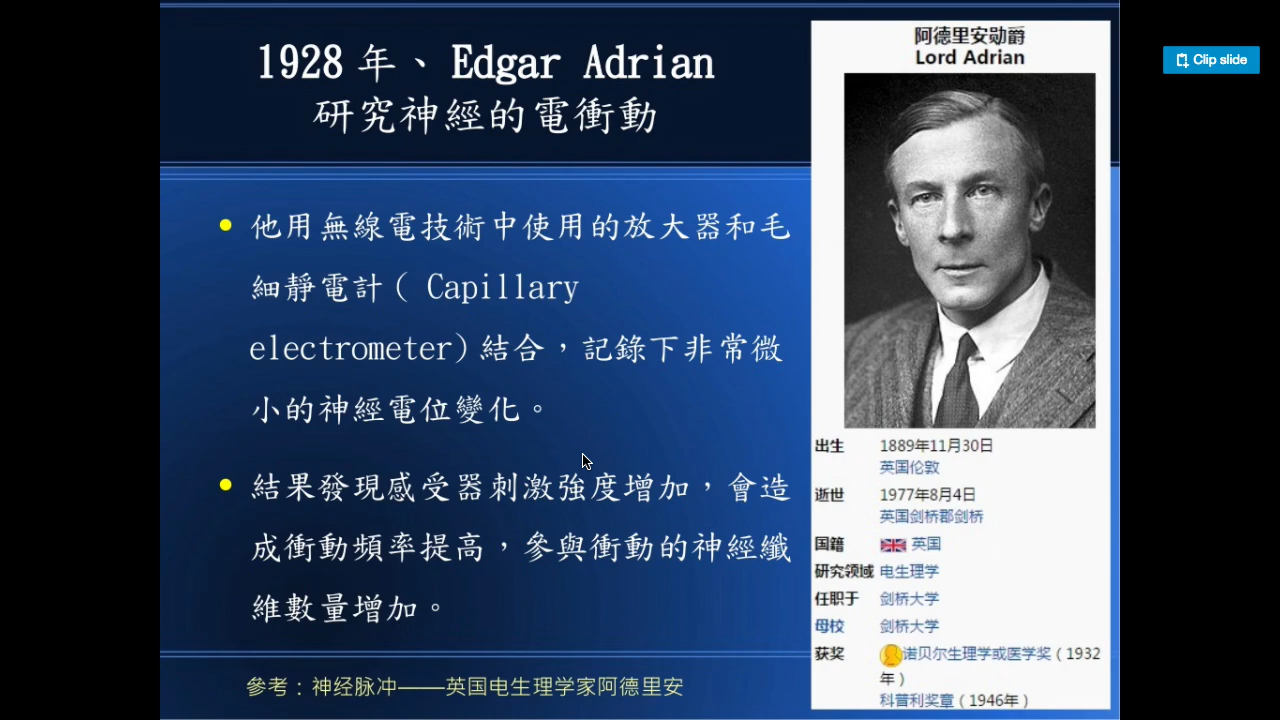 1928 年、Edgar Adrian
研究神經的電衝動
他用無線電技術中使用的放大器和毛
細靜電計( Capillary
electrometer)結合，記錄下非常微
小的神經電位變化。
結果發現感受器刺激強度增加，會造
成衝動頻率提高，參與衝動的神經纖
維數量增加。
參考：神经脉冲——英国电生理学家阿德里安
阿德里安勋爵
Lord Adrian
出生 1889年11月30日
英国伦敦
逝世 1977年8月4日
英国剑桥郡剑桥
国籍 英国
研究领域 电生理学
任职于 剑桥大学
母校 剑桥大学
获奖 诺贝尔生理学或医学奖（1932
年）
科普利奖章（1946年）
Clip slide